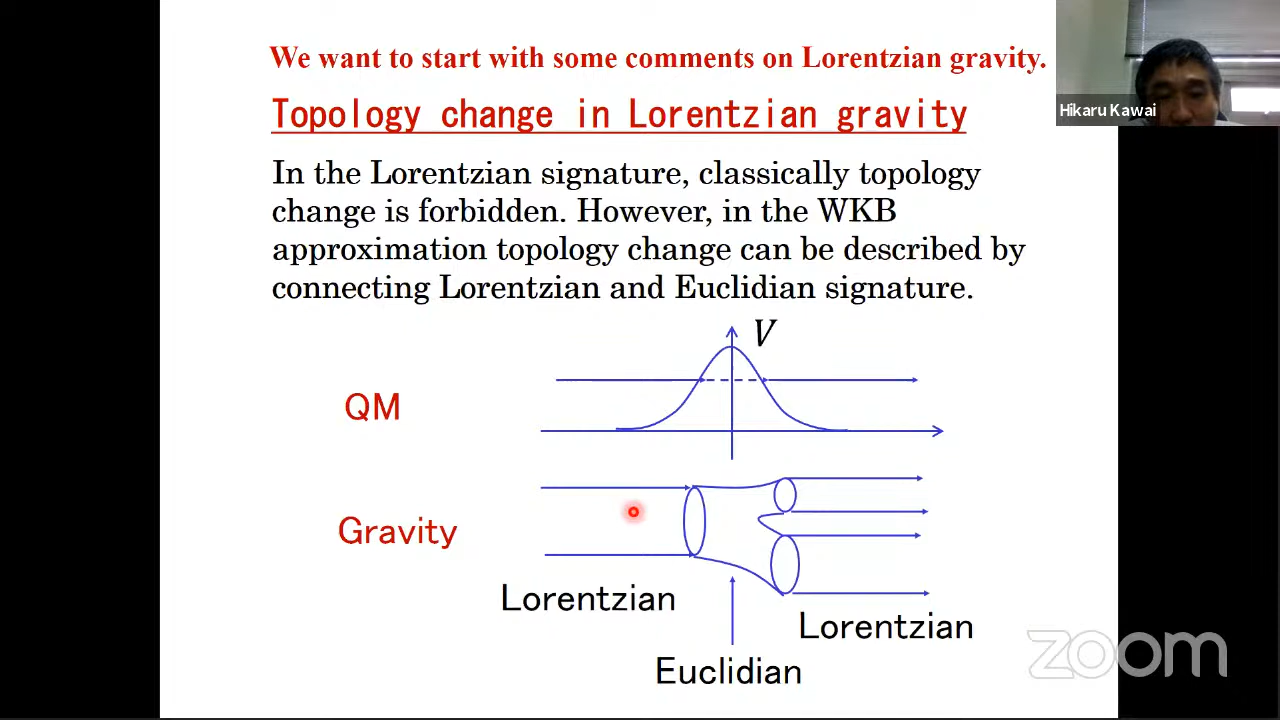 We want to start with some comments on Lorentzian gravity.
Topology change in Lorentzian gravity
Hikaru Kawai
In the Lorentzian signature, classically topology
change is forbidden. However, in the WKB
approximation topology change can be described by
connecting Lorentzian and Euclidian signature.
V
QM
Gravity
Lorentzian
Lorentzian
Euclidian
zoom